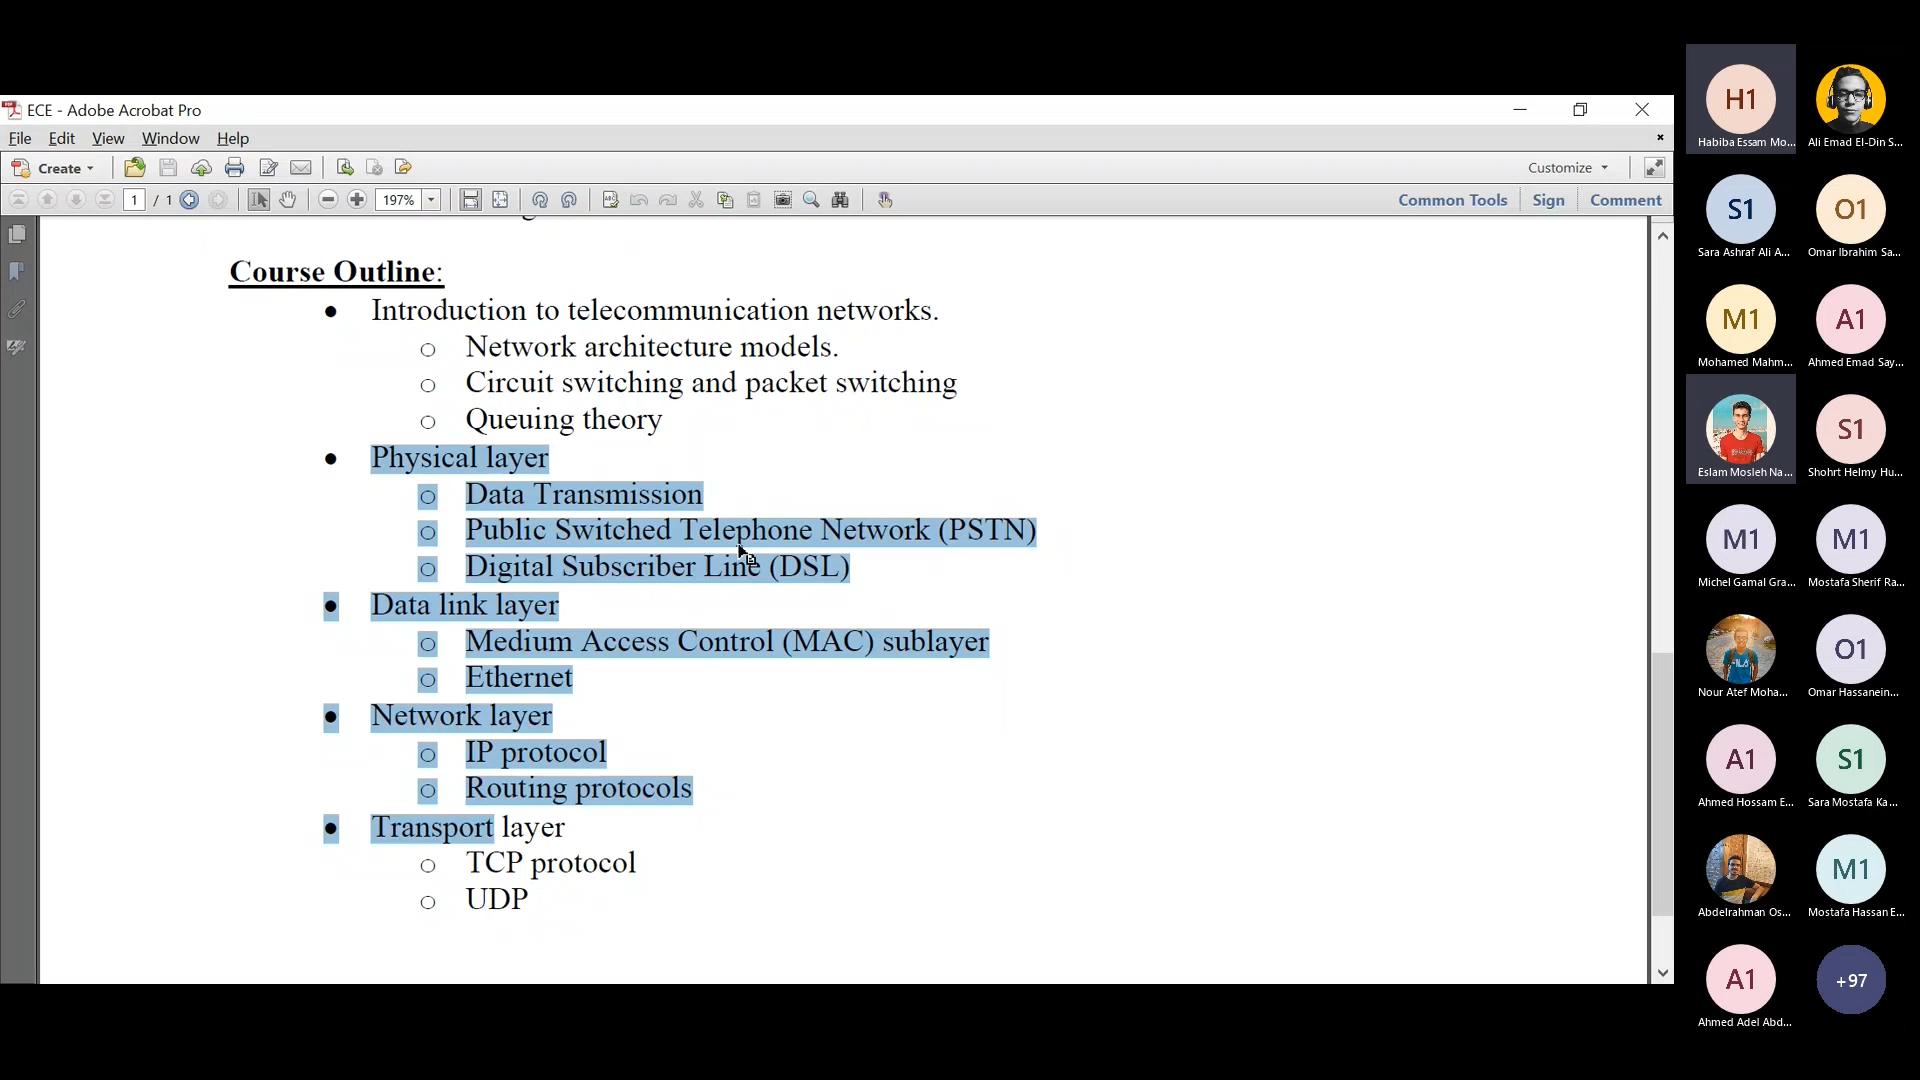 ECE - Adobe Acrobat Pro
File Edit View Window Help
Create
Customize
1 / 1
197%
Common Tools Sign Comment
Course Outline:
● Introduction to telecommunication networks.
○ Network architecture models.
○ Circuit switching and packet switching
○ Queuing theory
● Physical layer
○ Data Transmission
○ Public Switched Telephone Network (PSTN)
○ Digital Subscriber Line (DSL)
● Data link layer
○ Medium Access Control (MAC) sublayer
○ Ethernet
● Network layer
○ IP protocol
○ Routing protocols
● Transport layer
○ TCP protocol
○ UDP
H1
Habiba Essam Mo...
Ali Emad El-Din S...
S1
Sara Ashraf Ali A...
O1
Omar Ibrahim Sa...
M1
Mohamed Mahm...
A1
Ahmed Emad Say...
Eslam Mosleh Na...
S1
Shohrt Helmy Hu...
M1
Michel Gamal Gra...
M1
Mostafa Sherif Ra...
Nour Atef Moha...
O1
Omar Hassanein...
A1
Ahmed Hossam E...
S1
Sara Mostafa Ka...
Abdelrahman Os...
M1
Mostafa Hassan E...
A1
Ahmed Adel Abd...
+97